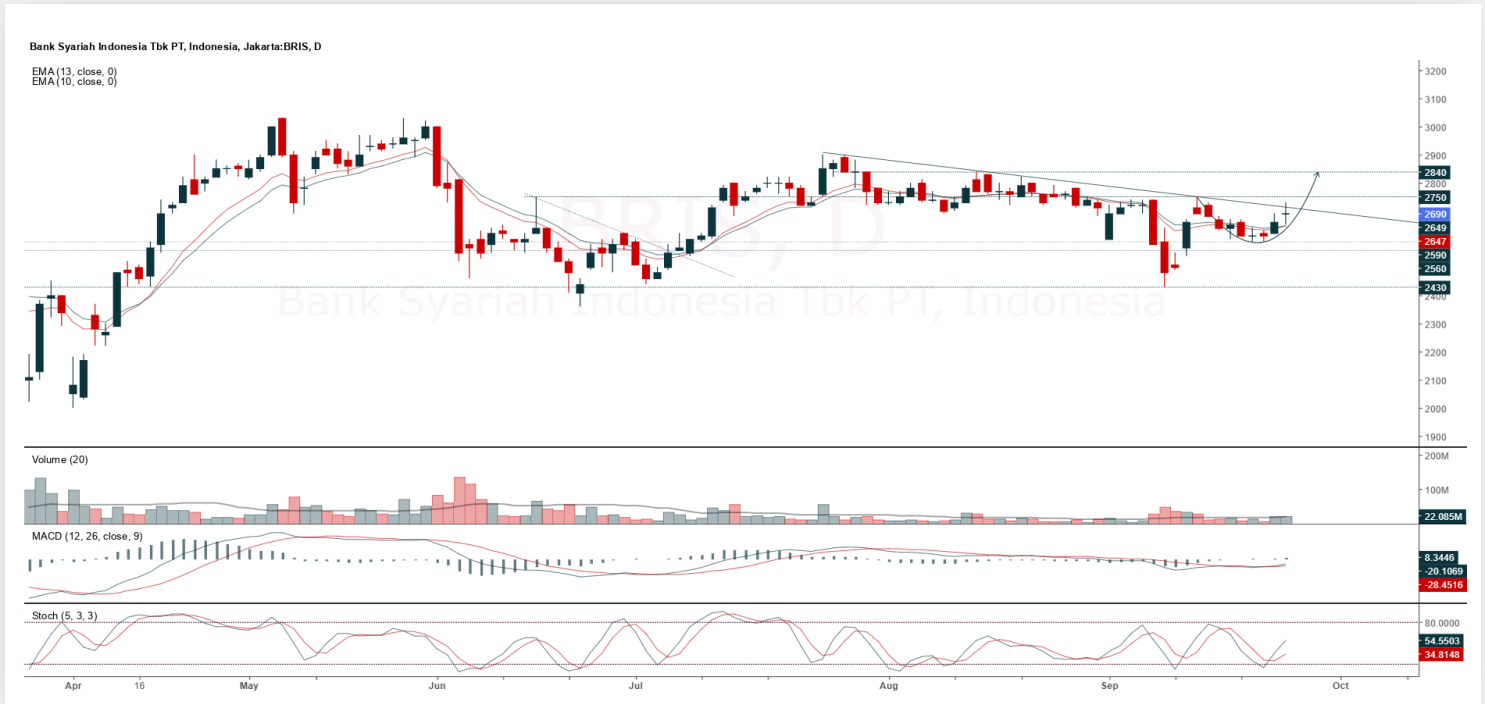 Bank Syariah Indonesia Tbk PT, Indonesia, Jakarta:BRIS, D
EMA (13, close, 0)
EMA (10, close, 0)
BRIS, D
Bank Syariah Indonesia Tbk PT, Indonesia
3200
3100
3000
2900
2840
2800
2750
2690
2649
2647
2590
2560
2430
2400
2300
2200
2100
2000
1900
Volume (20)
200M
100M
22.085M
MACD (12, 26, close, 9)
8.3446
-20.1069
-28.4516
Stoch (5, 3, 3)
80.0000
54.5503
34.8148
Apr 16 May Jun Jul Aug Sep Oct